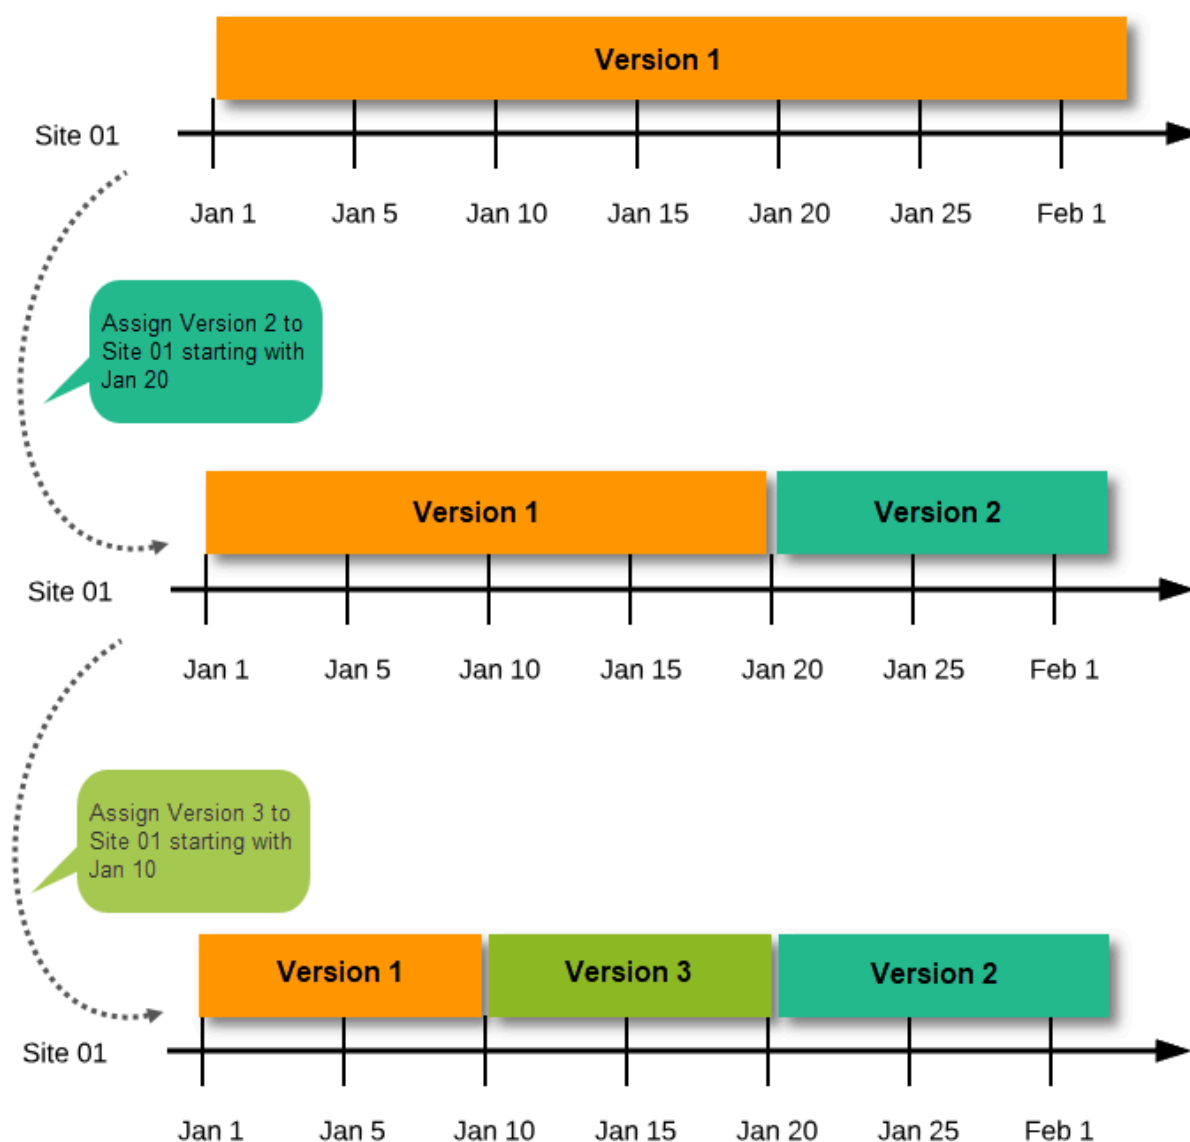 Version 1
Site 01
Jan 1 Jan 5 Jan 10 Jan 15 Jan 20 Jan 25 Feb 1
Assign Version 2 to
Site 01 starting with
Jan 20
Version 1 Version 2
Site 01
Jan 1 Jan 5 Jan 10 Jan 15 Jan 20 Jan 25 Feb 1
Assign Version 3 to
Site 01 starting with
Jan 10
Version 1 Version 3 Version 2
Site 01
Jan 1 Jan 5 Jan 10 Jan 15 Jan 20 Jan 25 Feb 1